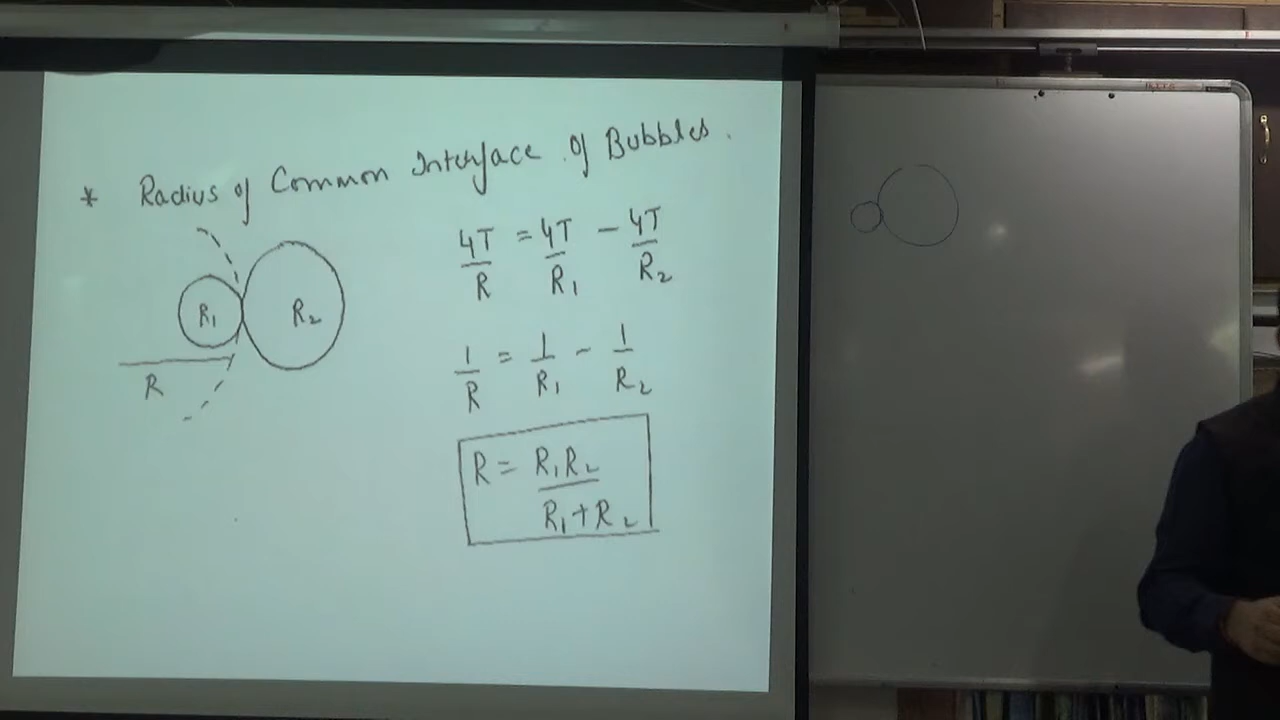 * Radius of Common Interface of Bubbles.
R₁ R₂
R
4T/R = 4T/R₁ - 4T/R₂
1/R = 1/R₁ - 1/R₂
R = R₁R₂/R₁+R₂